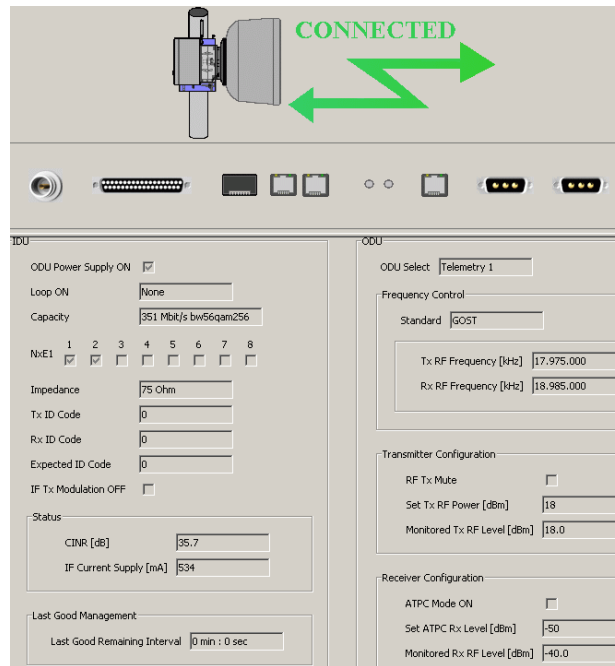 CONNECTED
IDU
ODU Power Supply ON
Loop ON None
Capacity 351 Mbit/s bw56qam256
1 2 3 4 5 6 7 8
NxE1
Impedance 75 Ohm
Tx ID Code 0
Rx ID Code 0
Expected ID Code 0
IF Tx Modulation OFF
Status
CINR [dB] 35.7
IF Current Supply [mA] 534
Last Good Management
Last Good Remaining Interval 0 min : 0 sec
ODU
ODU Select Telemetry 1
Frequency Control
Standard GOST
Tx RF Frequency [kHz] 17.975.000
Rx RF Frequency [kHz] 18.985.000
Transmitter Configuration
RF Tx Mute
Set Tx RF Power [dBm] 18
Monitored Tx RF Level [dBm] 18.0
Receiver Configuration
ATPC Mode ON
Set ATPC Rx Level [dBm] -50
Monitored Rx RF Level [dBm] -40.0